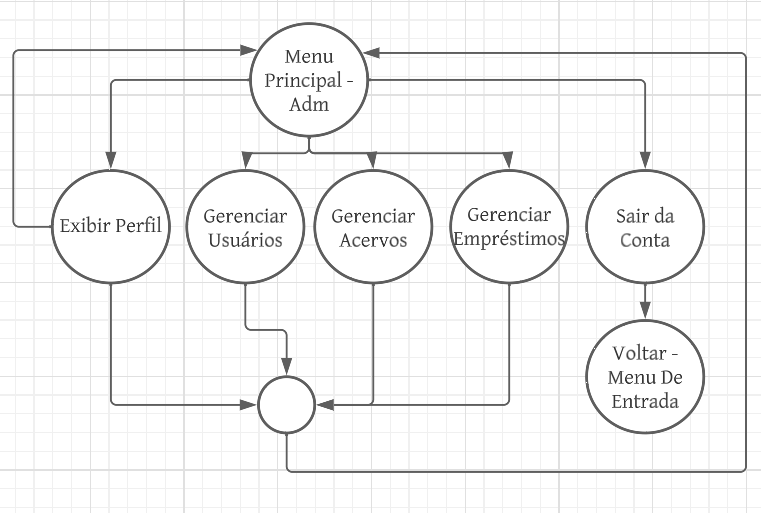 Menu
Principal -
Adm
Exibir Perfil
Gerenciar
Usuários
Gerenciar
Acervos
Gerenciar
Empréstimos
Sair da
Conta
Voltar -
Menu De
Entrada